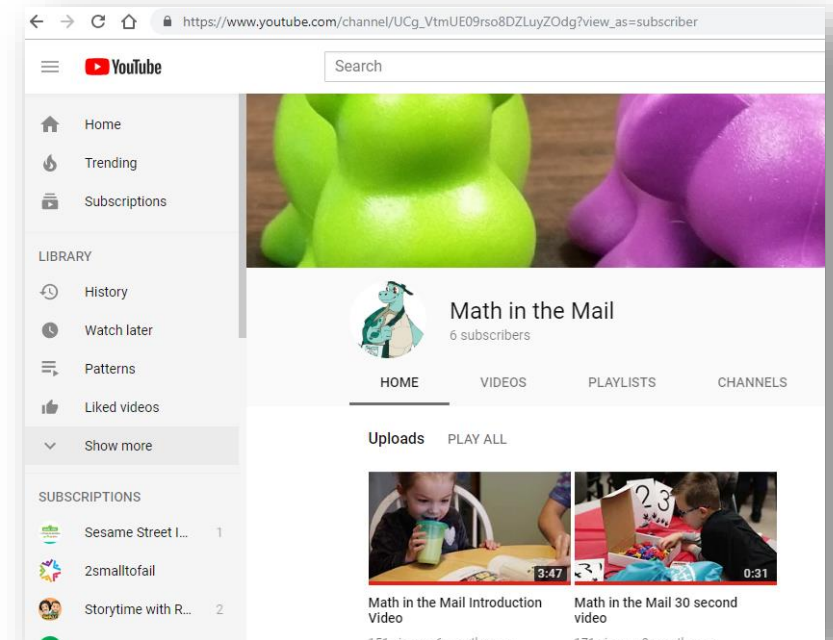 https://www.youtube.com/channel/UCg_VtmUE09rso8DZLuyZOdg?view_as=subscriber
YouTube
Search
Home
Trending
Subscriptions
LIBRARY
History
Watch later
Patterns
Liked videos
Show more
SUBSCRIPTIONS
Sesame Street I... 1
2smalltofail
Storytime with R... 2
Math in the Mail
6 subscribers
HOME VIDEOS PLAYLISTS CHANNELS
Uploads PLAY ALL
2 3
3:47
0:31
Math in the Mail Introduction
Video
Math in the Mail 30 second
video